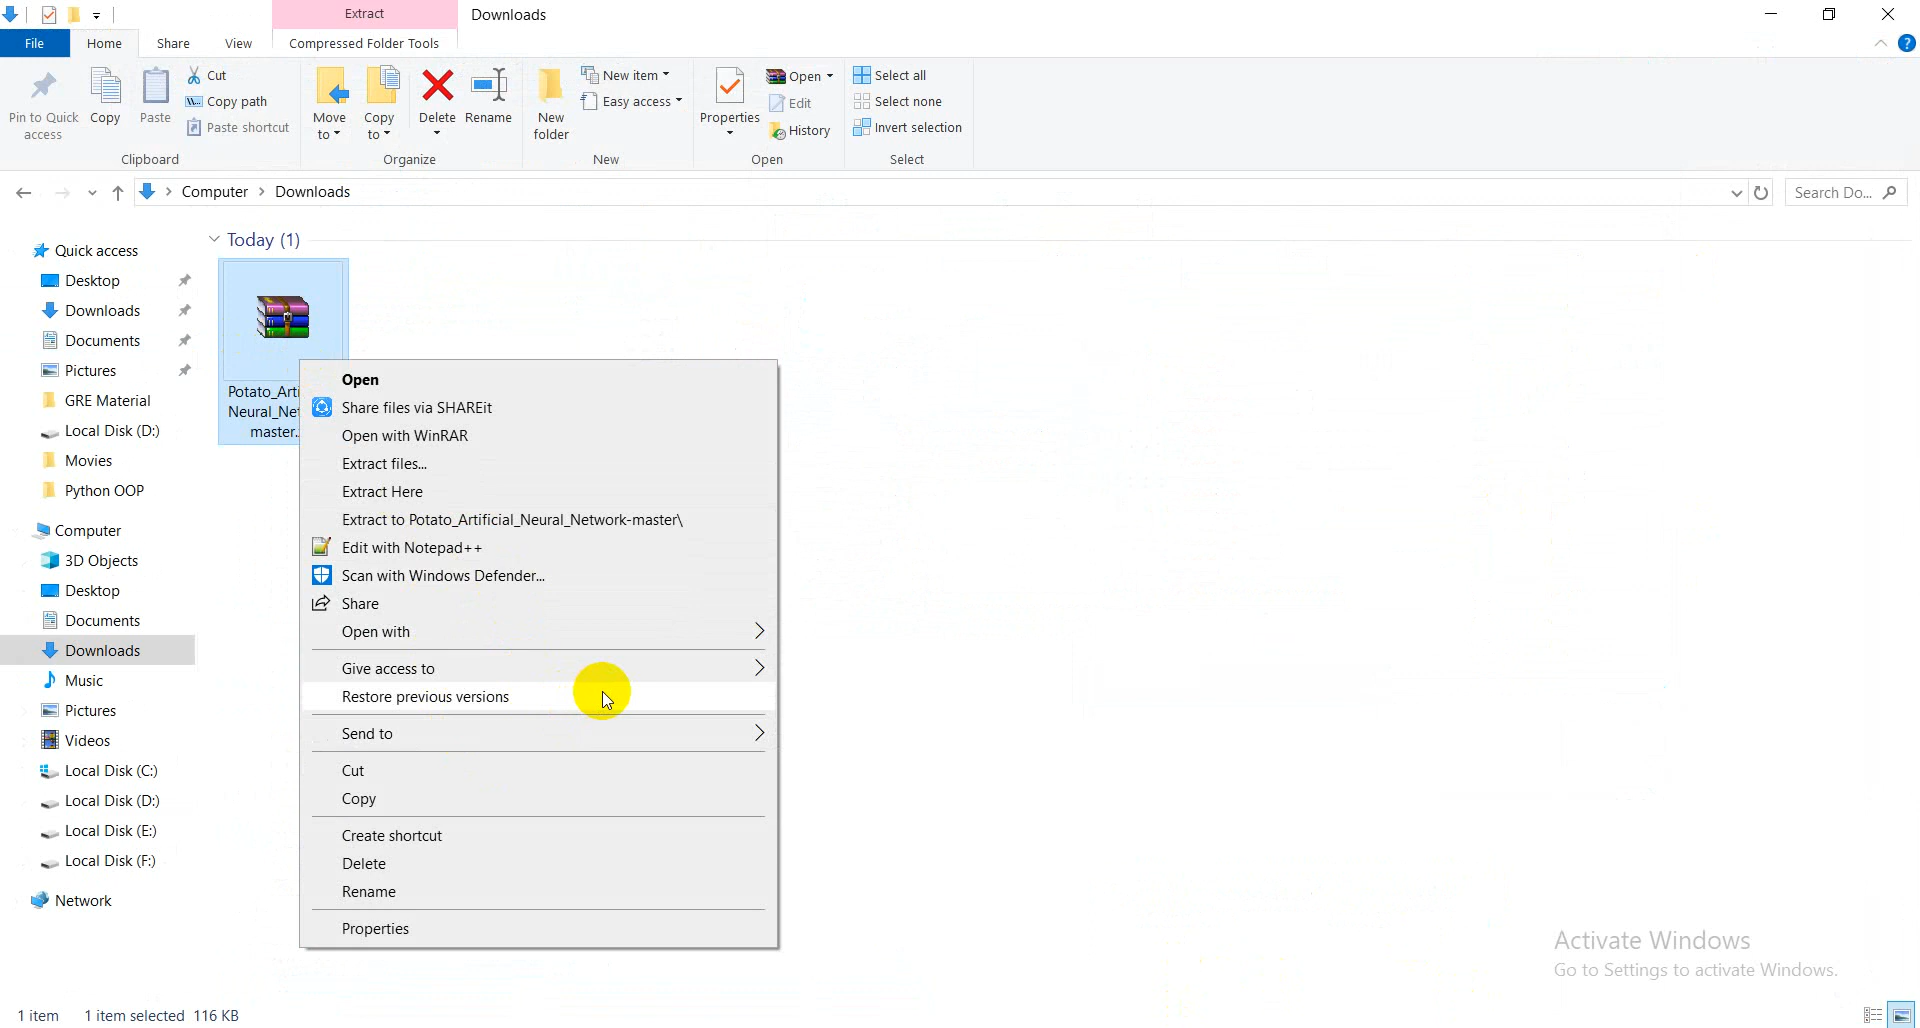 Extract
Downloads
File
Home
Share
View
Compressed Folder Tools
Pin to Quick
access
Copy
Paste
Cut
Copy path
Paste shortcut
Clipboard
Move
to
Copy
to
Delete
Rename
Organize
New
folder
New item
Easy access
New
Properties
Open
Edit
History
Open
Select all
Select none
Invert selection
Select
Computer > Downloads
Search Do...
Quick access
Desktop
Downloads
Documents
Pictures
GRE Material
Local Disk (D:)
Movies
Python OOP
Computer
3D Objects
Desktop
Documents
Downloads
Music
Pictures
Videos
Local Disk (C:)
Local Disk (D:)
Local Disk (E:)
Local Disk (F:)
Network
Today (1)
Potato_Arti
Neural_Net
master..
Open
Share files via SHAREit
Open with WinRAR
Extract files...
Extract Here
Extract to Potato_Artificial_Neural_Network-master\
Edit with Notepad++
Scan with Windows Defender...
Share
Open with
Give access to
Restore previous versions
Send to
Cut
Copy
Create shortcut
Delete
Rename
Properties
Activate Windows
Go to Settings to activate Windows.
1 item 1 item selected 116 KB